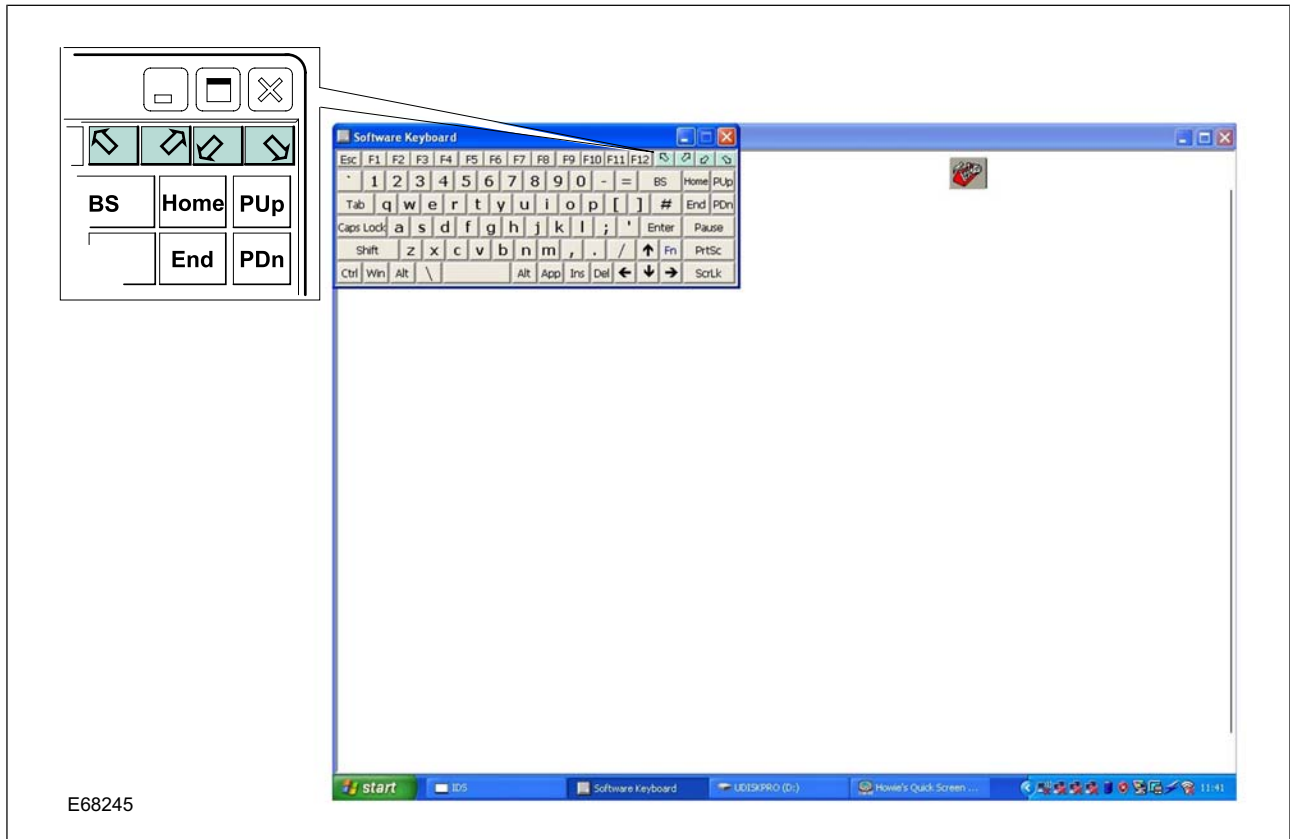 BS Home PUp
End PDn
Software Keyboard
Esc F1 F2 F3 F4 F5 F6 F7 F8 F9 F10 F11 F12
` 1 2 3 4 5 6 7 8 9 0 - = BS Home PUp
Tab q w e r t y u i o p [ ] # End PDn
Caps Lock a s d f g h j k l ; ' Enter Pause
Shift z x c v b n m , . / Fn PrtSc
Ctrl Win Alt \ Alt App Ins Del ScrLk
start IDS Software Keyboard UDISKPRO (D:) Howie's Quick Screen ... 11:41
E68245